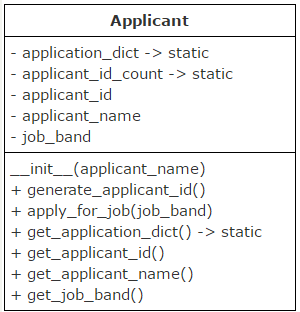 Applicant
- application_dict -> static
- applicant_id_count -> static
- applicant_id
- applicant_name
- job_band
__init__(applicant_name)
+ generate_applicant_id()
+ apply_for_job(job_band)
+ get_application_dict() -> static
+ get_applicant_id()
+ get_applicant_name()
+ get_job_band()